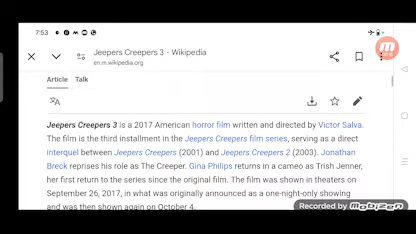 7:53
Jeepers Creepers 3 - Wikipedia
en.m.wikipedia.org
Article Talk
Jeepers Creepers 3 is a 2017 American horror film written and directed by Victor Salva.
The film is the third installment in the Jeepers Creepers film series, serving as a direct
interquel between Jeepers Creepers (2001) and Jeepers Creepers 2 (2003). Jonathan
Breck reprises his role as The Creeper. Gina Philips returns in a cameo as Trish Jenner,
her first return to the series since the original film. The film was shown in theaters on
September 26, 2017, in what was originally announced as a one-night-only showing
and was then shown again on October 4.
Recorded by Mobizen